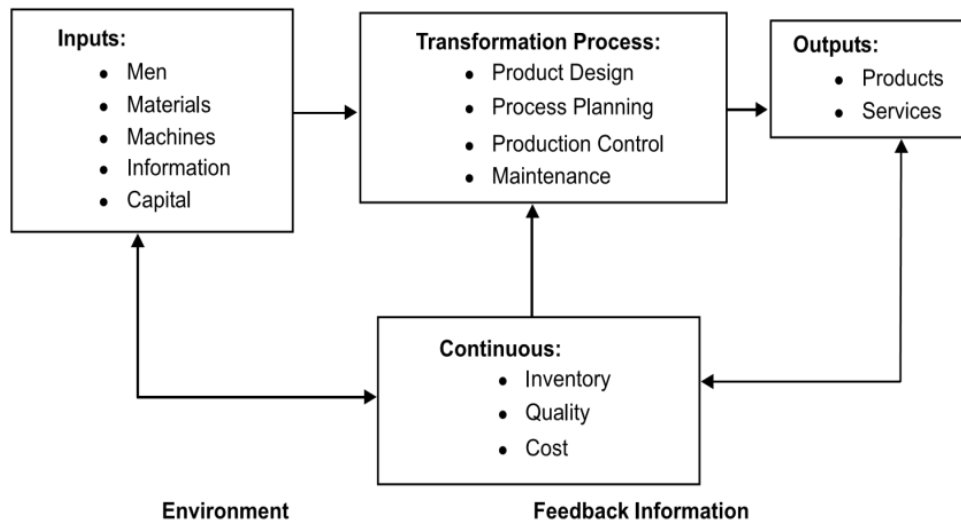 Inputs:
• Men
• Materials
• Machines
• Information
• Capital
Transformation Process:
• Product Design
• Process Planning
• Production Control
• Maintenance
Outputs:
• Products
• Services
Continuous:
• Inventory
• Quality
• Cost
Environment
Feedback Information